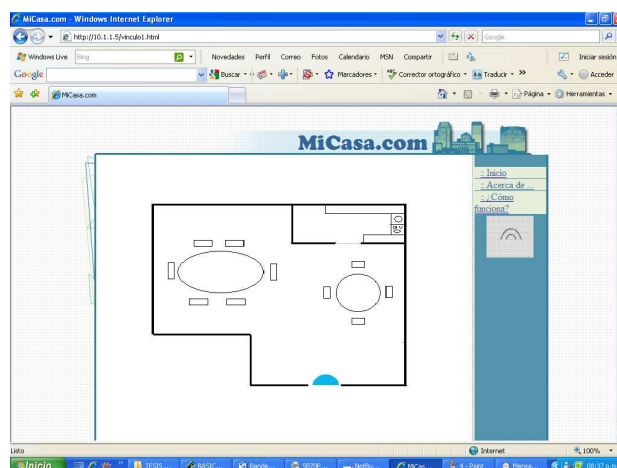 MiCasa.com - Windows Internet Explorer
http://10.1.1.5/vinculo1.html
Google
Windows Live Bing Novedades Perfil Correo Fotos Calendario MSN Compartir Iniciar sesión
Google Buscar Marcadores Corrector ortográfico Traducir Acceder
MiCasa.com Página Herramientas
MiCasa.com
:: Inicio
:: Acerca de ...
:: ¿Cómo
funciona?
Listo Internet 100%
Inicio TESIS ... BASIC... Bande... SB20P... NetBu... MiCas... 4 - Paint Mensa... 08:37 p.m.